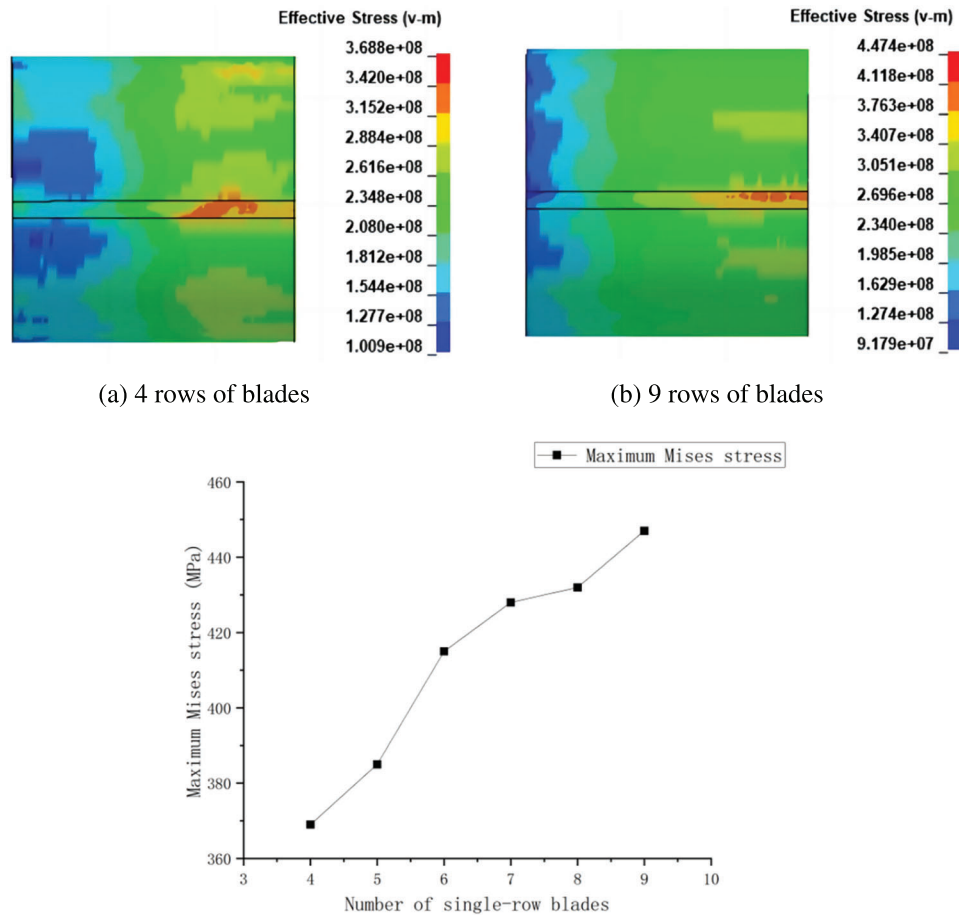 Effective Stress (v-m)
3.688e+08
3.420e+08
3.152e+08
2.884e+08
2.616e+08
2.348e+08
2.080e+08
1.812e+08
1.544e+08
1.277e+08
1.009e+08
(a) 4 rows of blades
Effective Stress (v-m)
4.474e+08
4.118e+08
3.763e+08
3.407e+08
3.051e+08
2.696e+08
2.340e+08
1.985e+08
1.629e+08
1.274e+08
9.179e+07
(b) 9 rows of blades
Maximum Mises stress
Maximum Mises stress (MPa)
460
440
420
400
380
360
3 4 5 6 7 8 9 10
Number of single-row blades